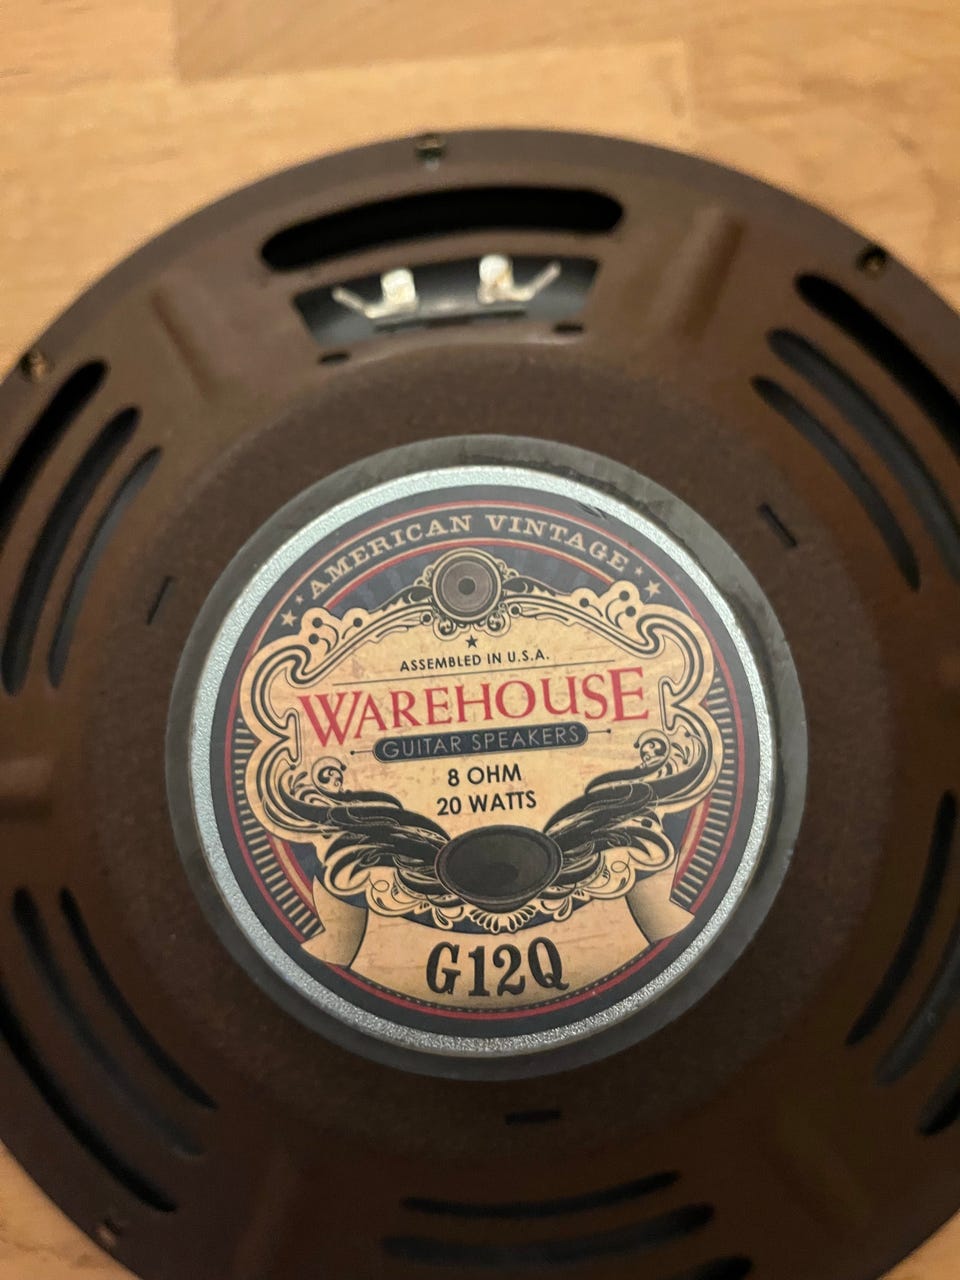 AMERICAN VINTAGE
ASSEMBLED IN U.S.A.
WAREHOUSE
GUITAR SPEAKERS
8 OHM
20 WATTS
G12Q